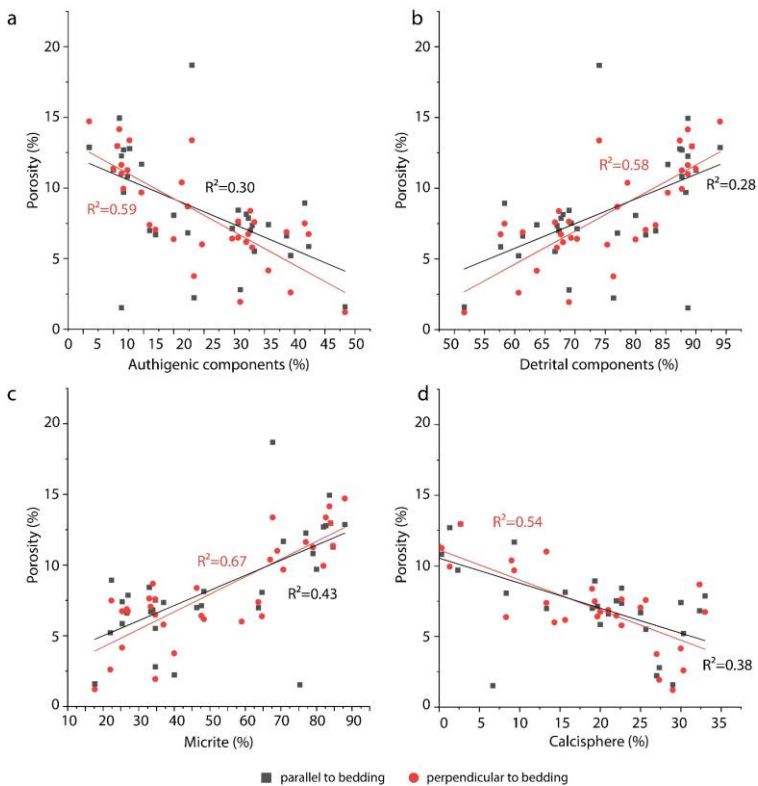 a
20
15
10
5
0
Porosity (%)
R²=0.30
R²=0.59
0 5 10 15 20 25 30 35 40 45 50
Authigenic components (%)
b
20
15
10
5
0
Porosity (%)
R²=0.58
R²=0.28
50 55 60 65 70 75 80 85 90 95
Detrital components (%)
c
20
15
10
5
0
Porosity (%)
R²=0.67
R²=0.43
10 20 30 40 50 60 70 80 90
Micrite (%)
d
20
15
10
5
0
Porosity (%)
R²=0.54
R²=0.38
0 5 10 15 20 25 30 35
Calcisphere (%)
parallel to bedding perpendicular to bedding